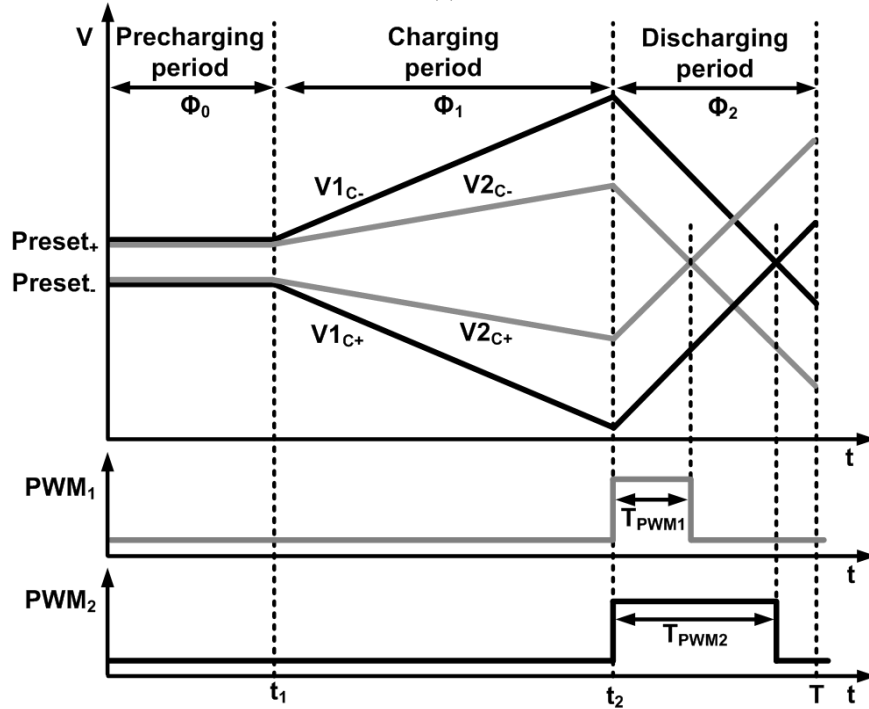 V
Precharging period
Φ0
Charging period
Φ1
Discharging period
Φ2
V1C-
V2C-
Preset+
Preset-
V1C+
V2C+
t
PWM1
TPWM1
t
PWM2
TPWM2
t1
t2
T
t